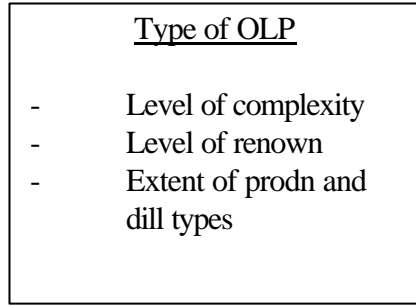 Type of OLP
- Level of complexity
- Level of renown
- Extent of prodn and
dill types